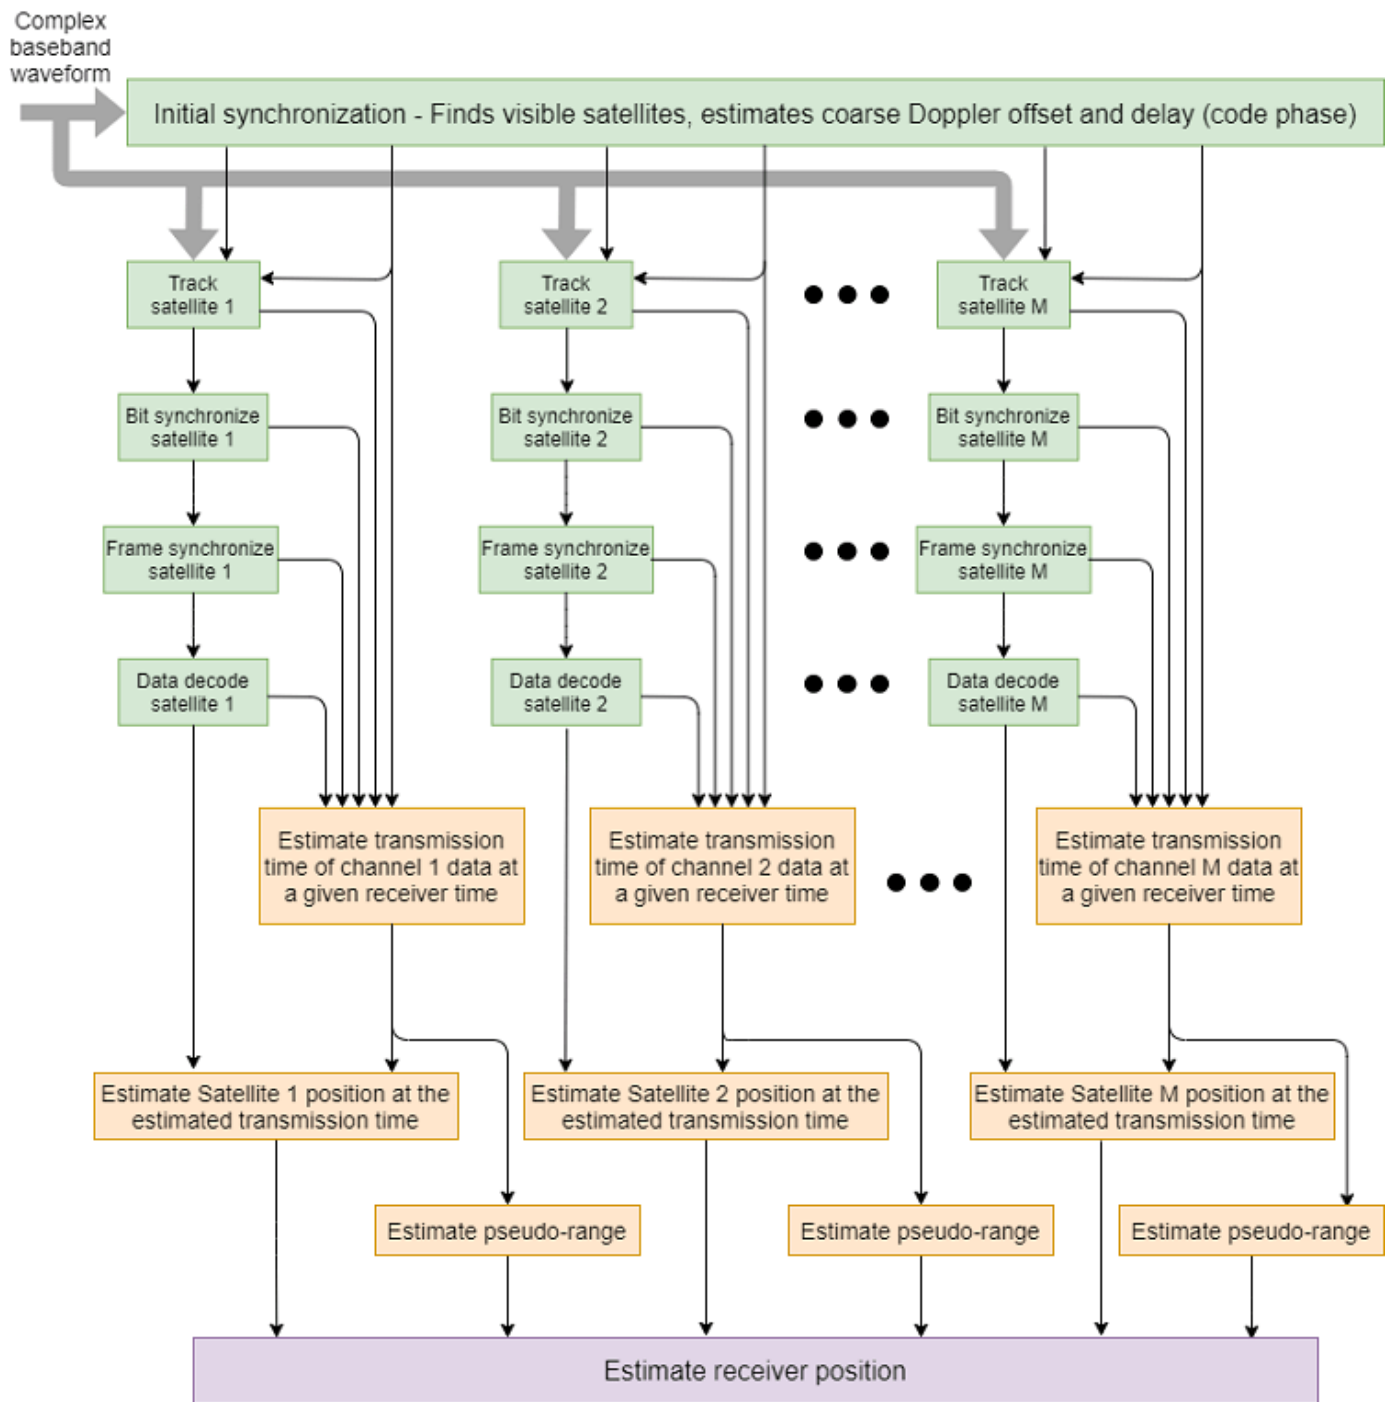 Complex
baseband
waveform
Initial synchronization - Finds visible satellites, estimates coarse Doppler offset and delay (code phase)
Track
satellite 1
Track
satellite 2
Track
satellite M
Bit synchronize
satellite 1
Bit synchronize
satellite 2
Bit synchronize
satellite M
Frame synchronize
satellite 1
Frame synchronize
satellite 2
Frame synchronize
satellite M
Data decode
satellite 1
Data decode
satellite 2
Data decode
satellite M
Estimate transmission
time of channel 1 data at
a given receiver time
Estimate transmission
time of channel 2 data at
a given receiver time
Estimate transmission
time of channel M data at
a given receiver time
Estimate Satellite 1 position at the
estimated transmission time
Estimate Satellite 2 position at the
estimated transmission time
Estimate Satellite M position at the
estimated transmission time
Estimate pseudo-range
Estimate pseudo-range
Estimate pseudo-range
Estimate receiver position